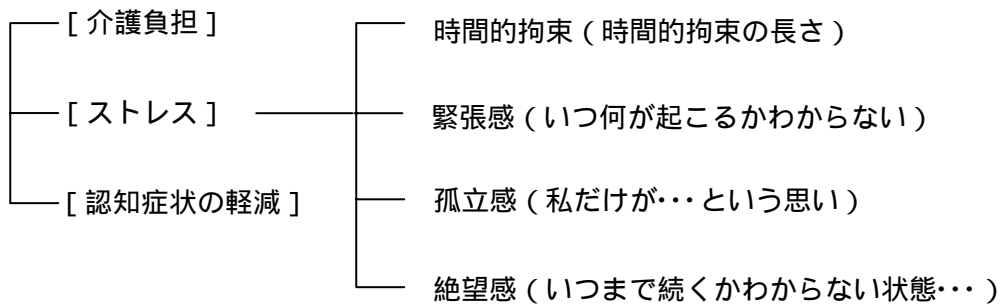 [ 介護負担 ]
[ ストレス ]
[ 認知症状の軽減 ]
時間的拘束 ( 時間的拘束の長さ )
緊張感 ( いつ何が起こるかわからない )
孤立感 ( 私だけが･･･という思い )
絶望感 ( いつまで続くかわからない状態･･･ )